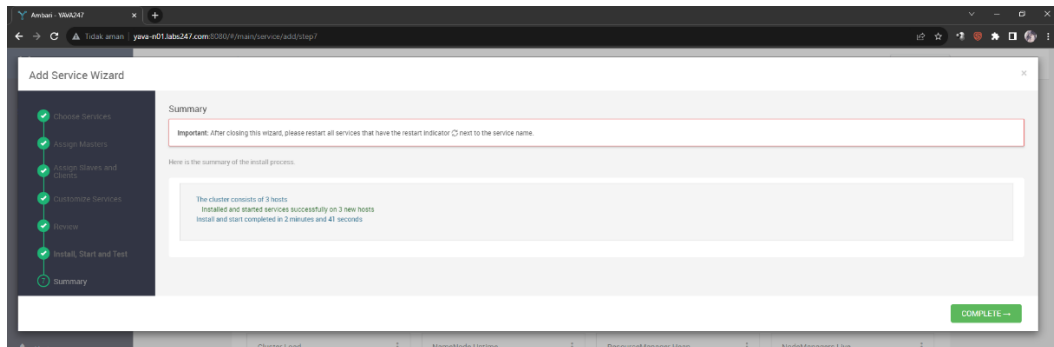 Ambari - YAVA247
Tidak aman | yava-n01.labs247.com:8080/#/main/service/add/step7
Add Service Wizard
Choose Services
Assign Masters
Assign Slaves and
Clients
Customize Services
Review
Install, Start and Test
7
Summary
Summary
Important: After closing this wizard, please restart all services that have the restart indicator next to the service name.
Here is the summary of the install process.
The cluster consists of 3 hosts
Installed and started services successfully on 3 new hosts
Install and start completed in 2 minutes and 41 seconds
COMPLETE →
Cluster Load
NameNode Uptime
ResourceManager Heap
NodeManagers Live